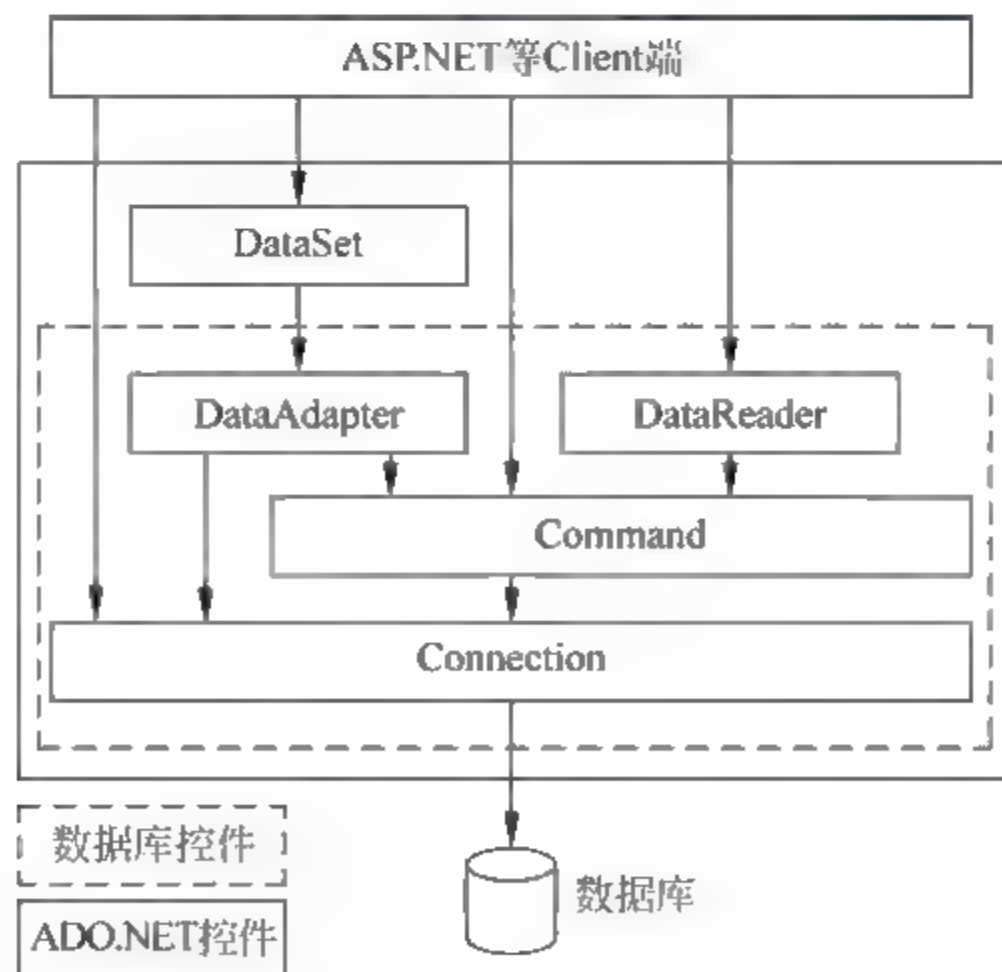 ASP.NET等Client端
DataSet
DataAdapter
DataReader
Command
Connection
数据库控件
数据库
ADO.NET控件